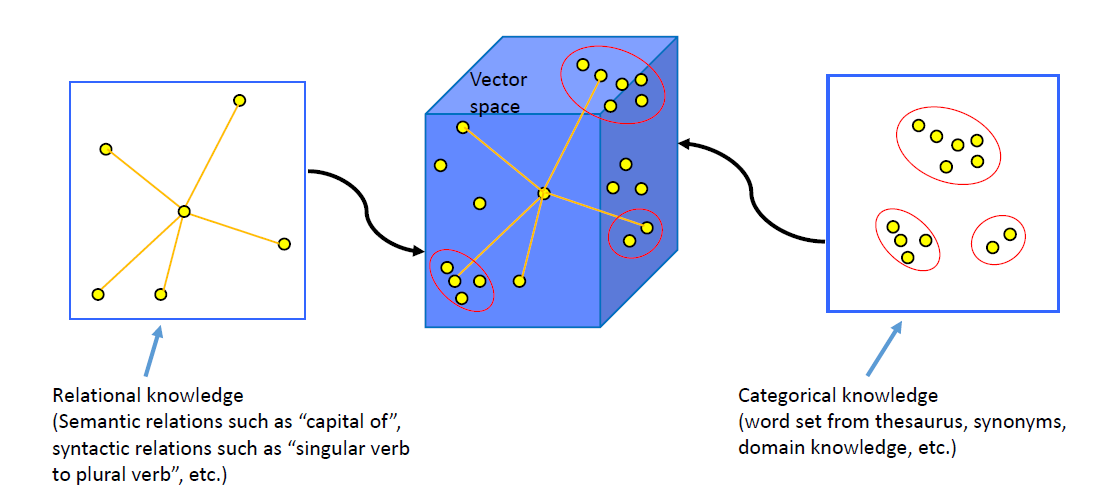 Vector
space
Relational knowledge
(Semantic relations such as “capital of”,
syntactic relations such as “singular verb
to plural verb”, etc.)
Categorical knowledge
(word set from thesaurus, synonyms,
domain knowledge, etc.)